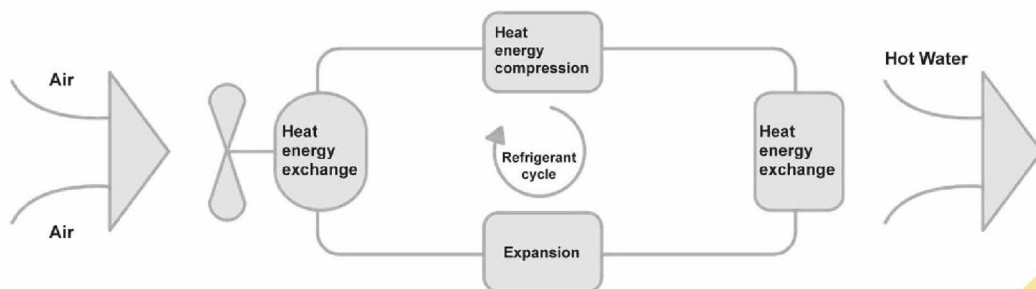 Air
Air
Heat
energy
exchange
Heat
energy
compression
Refrigerant
cycle
Expansion
Heat
energy
exchange
Hot Water